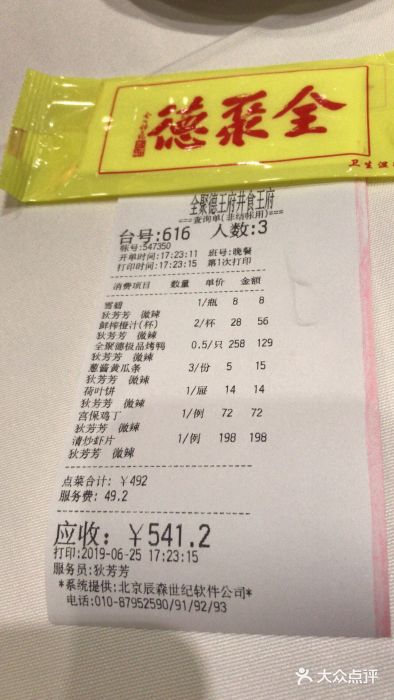 全聚德
卫生湿
全聚德王府井食王府
===查询单(非结帐用)===
台号:616 人数:3
帐号:547350
开单时间:17:23:11 班号:晚餐
打印时间:17:23:15 第1次打印
消费项目 数量 单价 金额
雪碧 1/瓶 8 8
狄芳芳 微辣
鲜榨橙汁(杯) 2/杯 28 56
狄芳芳 微辣
全聚德极品烤鸭 0.5/只 258 129
狄芳芳 微辣
葱酱黄瓜条 3/份 5 15
狄芳芳 微辣
荷叶饼 1/屉 14 14
狄芳芳 微辣
宫保鸡丁 1/例 72 72
狄芳芳 微辣
清炒虾片 1/例 198 198
狄芳芳 微辣
点菜合计: ￥492
服务费: 49.2
应收: ￥541.2
打印:2019-06-25 17:23:15
服务员:狄芳芳
*系统提供:北京辰森世纪软件公司*
电话:010-87952590/91/92/93
大众点评